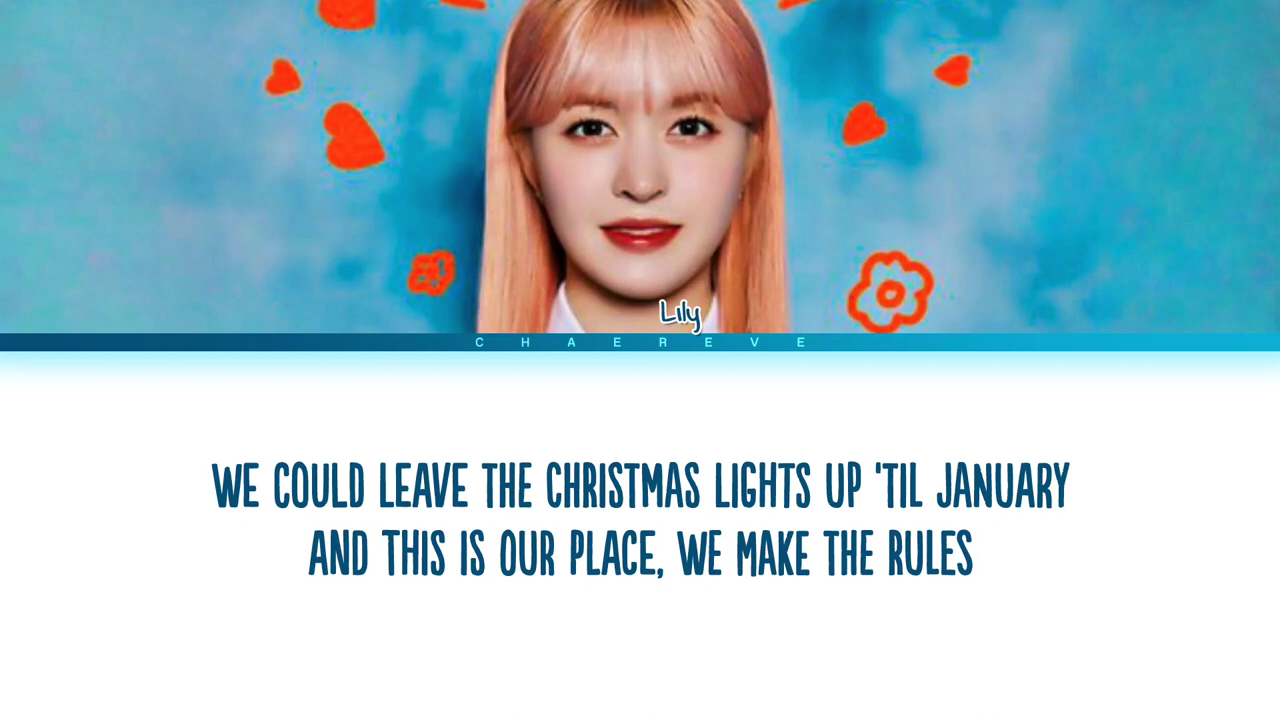 Lily
CHAEREVE
WE COULD LEAVE THE CHRISTMAS LIGHTS UP 'TIL JANUARY
AND THIS IS OUR PLACE, WE MAKE THE RULES